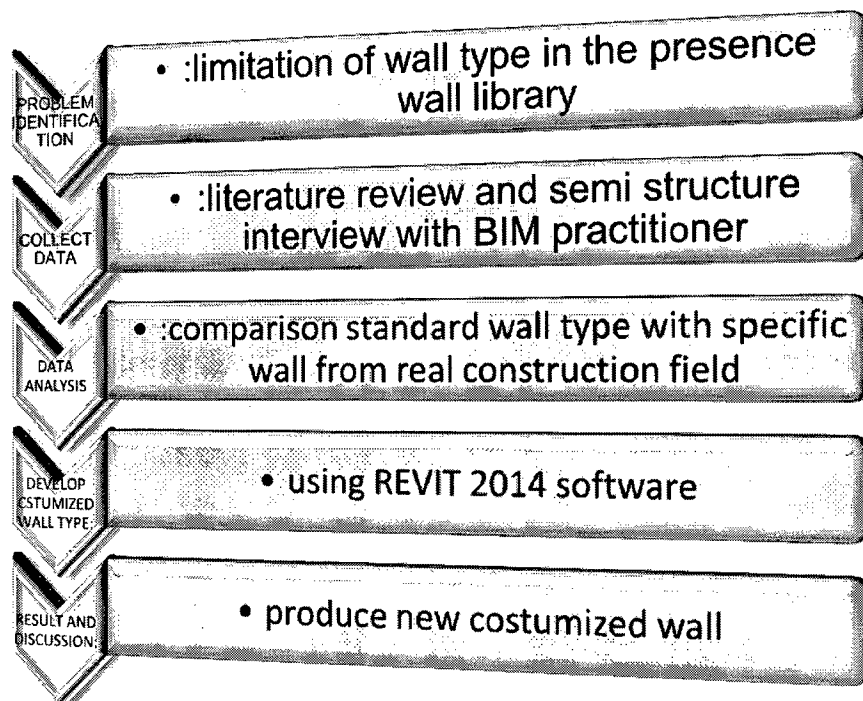 PROBLEM
IDENTIFICA
TION
• :limitation of wall type in the presence
wall library
COLLECT
DATA
• :literature review and semi structure
interview with BIM practitioner
DATA
ANALYSIS
• :comparison standard wall type with specific
wall from real construction field
DEVELOP
CSTUMIZED
WALL TYPE;
• using REVIT 2014 software
RESULT AND
DISCUSSION;
• produce new costumized wall